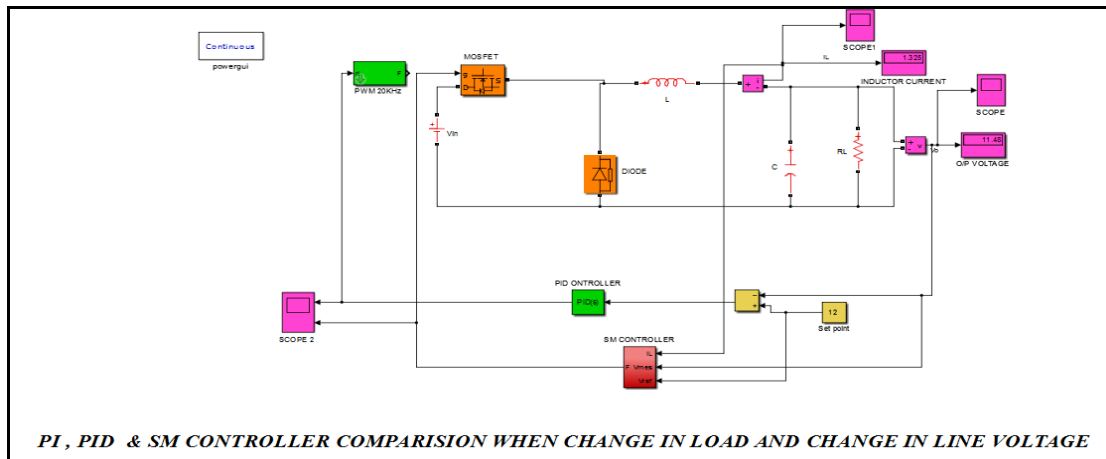 Continuous
powergui
PWM 20KHz
F
MOSFET
g
D
S
Vin
DIODE
L
+
i
-
SCOPE1
IL
1.325
INDUCTOR CURRENT
SCOPE
C
RL
+
-
v
Vo
11.48
O/P VOLTAGE
SCOPE 2
PID ONTROLLER
PID(s)
-
+
12
Set point
SM CONTROLLER
IL
F
Vmes
Vref
PI , PID & SM CONTROLLER COMPARISION WHEN CHANGE IN LOAD AND CHANGE IN LINE VOLTAGE